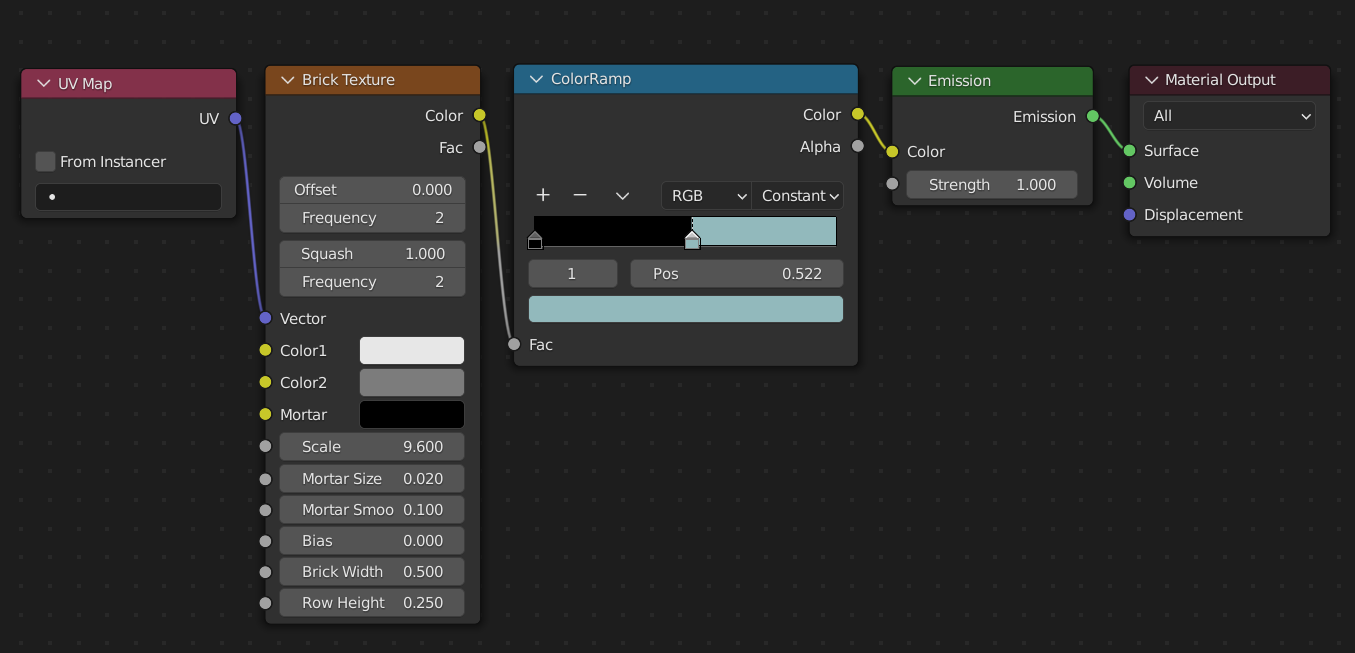 UV Map
UV
From Instancer
Brick Texture
Color
Fac
Offset 0.000
Frequency 2
Squash 1.000
Frequency 2
Vector
Color1
Color2
Mortar
Scale 9.600
Mortar Size 0.020
Mortar Smoo 0.100
Bias 0.000
Brick Width 0.500
Row Height 0.250
ColorRamp
Color
Alpha
RGB Constant
1 Pos 0.522
Fac
Emission
Emission
Color
Strength 1.000
Material Output
All
Surface
Volume
Displacement